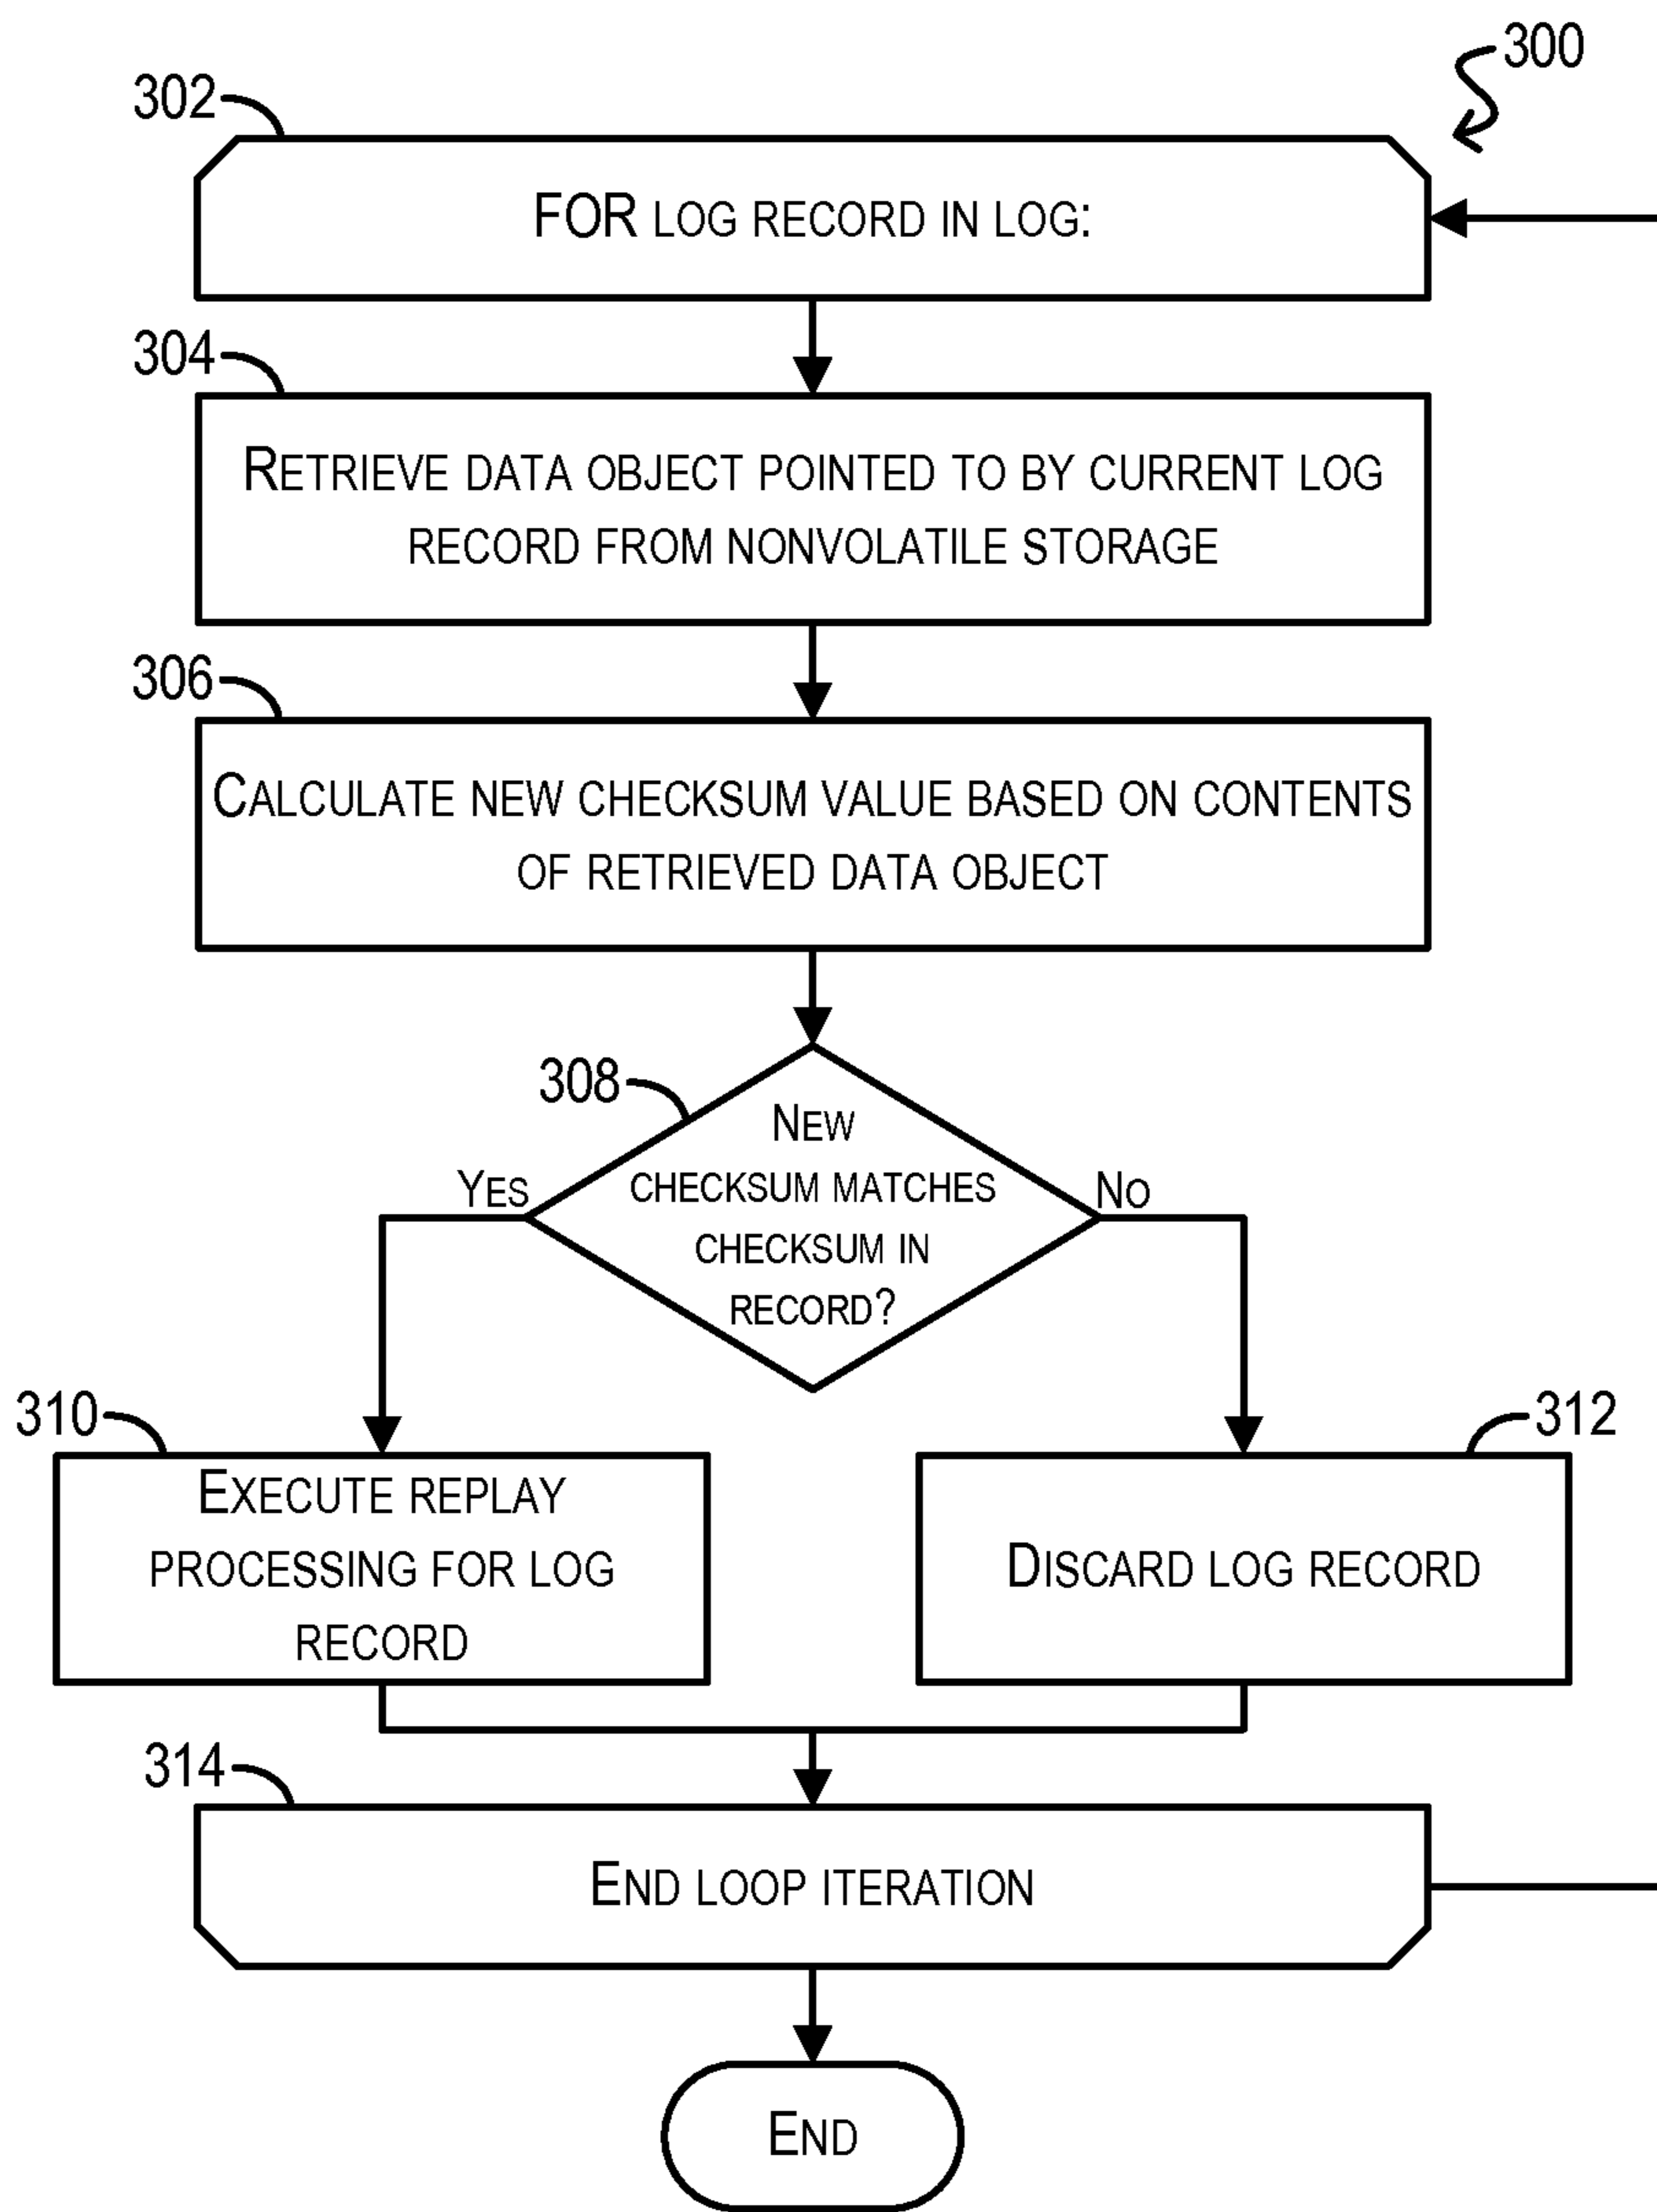 300
302
FOR LOG RECORD IN LOG:
304
RETRIEVE DATA OBJECT POINTED TO BY CURRENT LOG
RECORD FROM NONVOLATILE STORAGE
306
CALCULATE NEW CHECKSUM VALUE BASED ON CONTENTS
OF RETRIEVED DATA OBJECT
308
NEW
CHECKSUM MATCHES
CHECKSUM IN
RECORD?
YES
NO
310
EXECUTE REPLAY
PROCESSING FOR LOG
RECORD
312
DISCARD LOG RECORD
314
END LOOP ITERATION
END